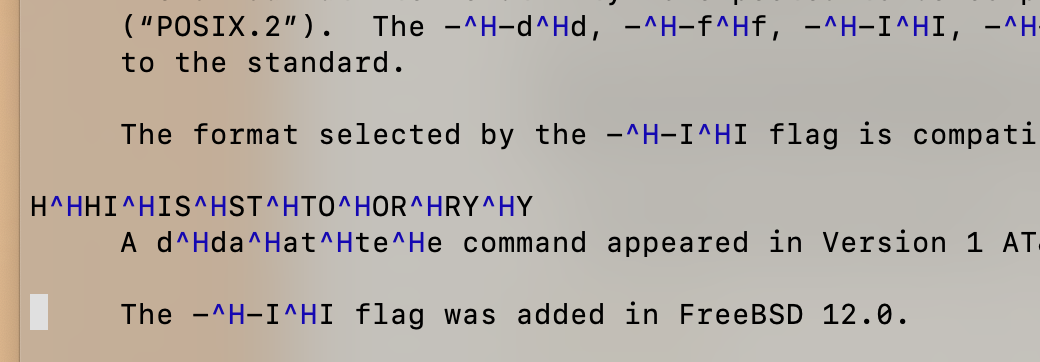 (“POSIX.2”).  The -^H-d^Hd, -^H-f^Hf, -^H-I^HI, -^H-
to the standard.
The format selected by the -^H-I^HI flag is compati
H^HHI^HIS^HST^HTO^HOR^HRY^HY
A d^Hda^Hat^Hte^He command appeared in Version 1 AT&
The -^H-I^HI flag was added in FreeBSD 12.0.